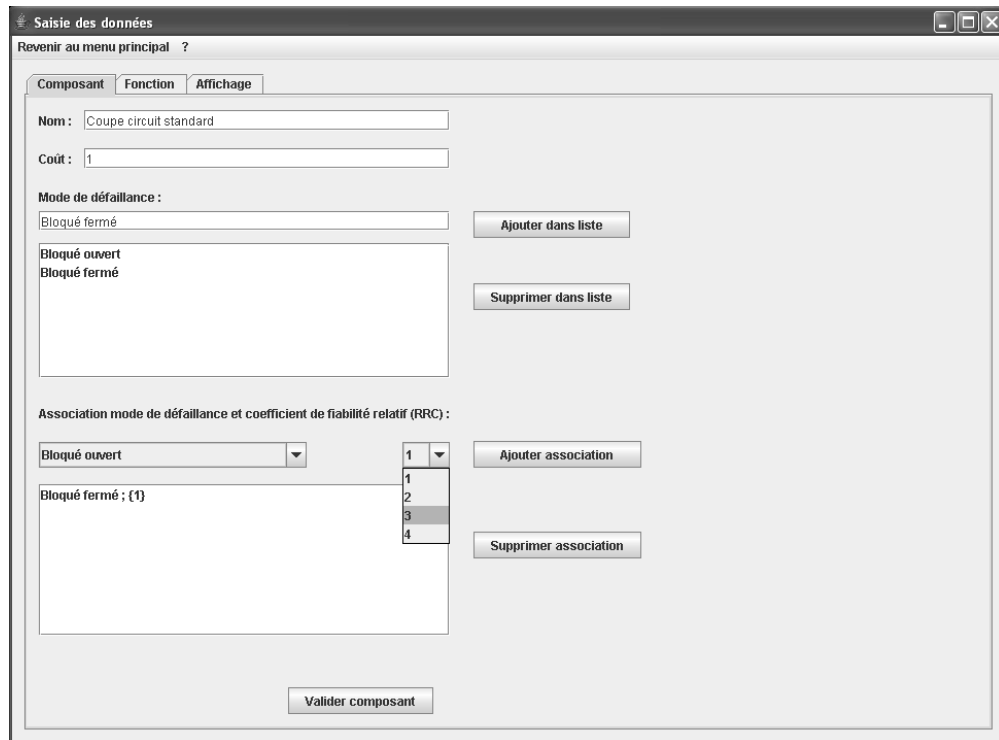 Saisie des données
Revenir au menu principal ?
Composant Fonction Affichage
Nom : Coupe circuit standard
Coût : 1
Mode de défaillance :
Bloqué fermé Ajouter dans liste
Bloqué ouvert
Bloqué fermé
Supprimer dans liste
Association mode de défaillance et coefficient de fiabilité relatif (RRC) :
Bloqué ouvert 1 Ajouter association
1
Bloqué fermé ; {1} 2
3
4
Supprimer association
Valider composant